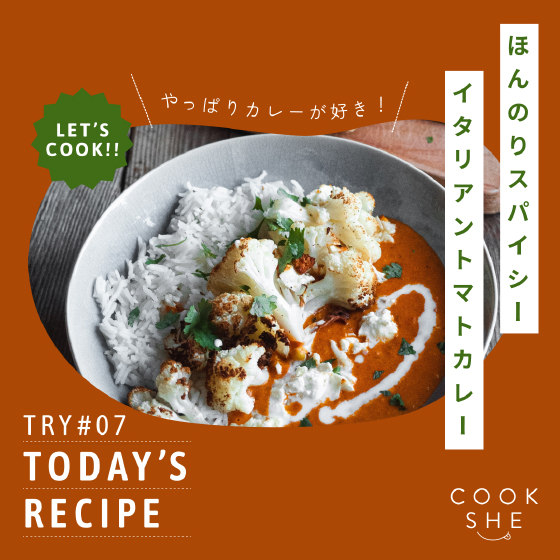 ほんのりスパイシー
イタリアントマトカレー
やっぱりカレーが好き！
LET'S
COOK!!
TRY#07
TODAY'S
RECIPE
COOK
SHE